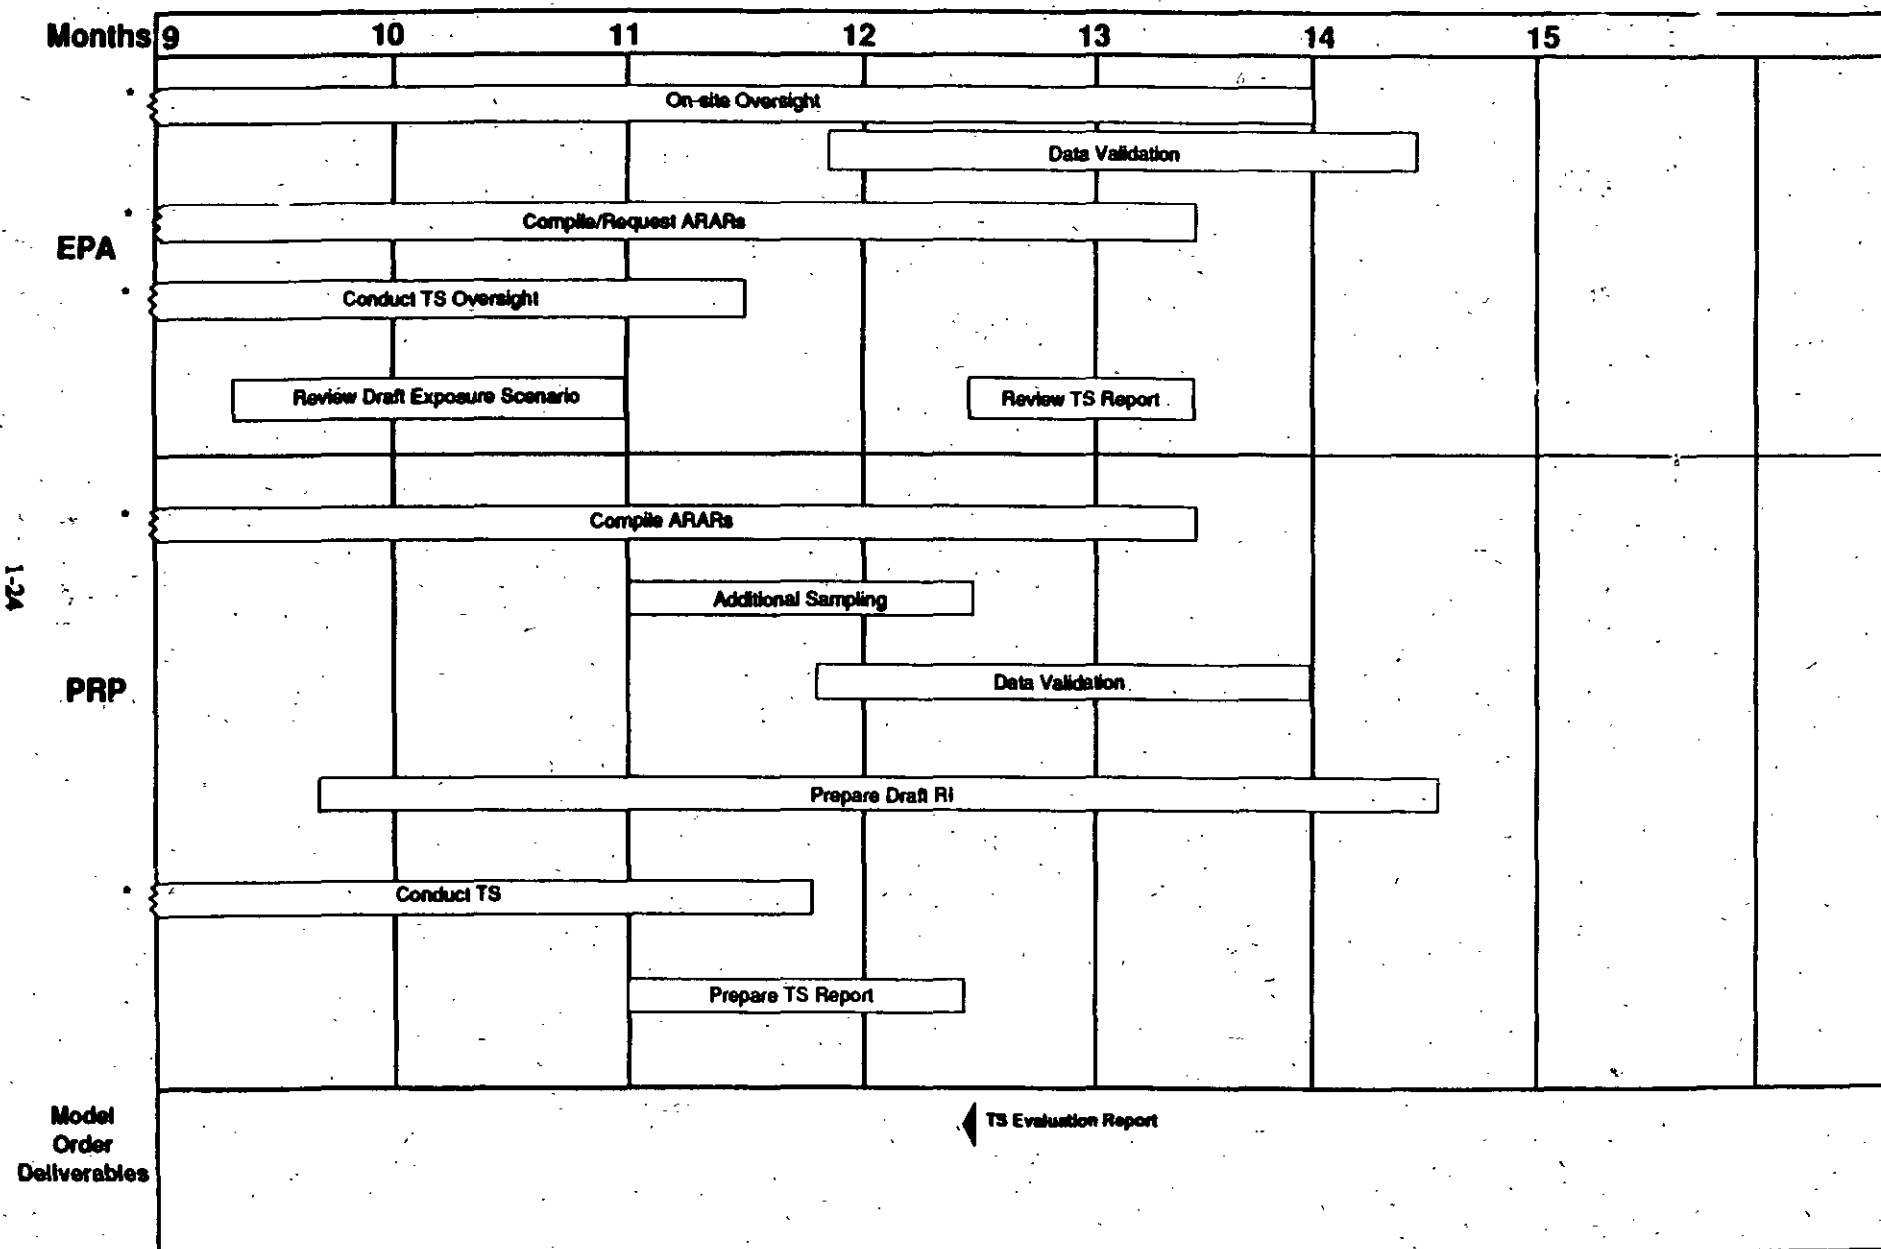 Months 9 10 11 12 13 14 15
* On-site Oversight
Data Validation
* Compile/Request ARARs
EPA
* Conduct TS Oversight
Review Draft Exposure Scenario Review TS Report
* Compile ARARs
1-24
Additional Sampling
PRP Data Validation
Prepare Draft RI
* Conduct TS
Prepare TS Report
Model
Order
Deliverables
TS Evaluation Report